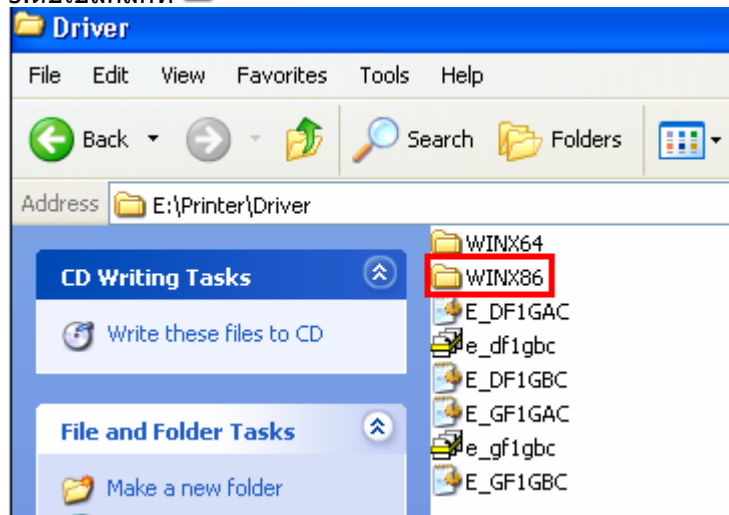 Driver
File Edit View Favorites Tools Help
Back Search Folders
Address E:\Printer\Driver
CD Writing Tasks
Write these files to CD
File and Folder Tasks
Make a new folder
WINX64
WINX86
E_DF1GAC
e_df1gbc
E_DF1GBC
E_GF1GAC
e_gf1gbc
E_GF1GBC